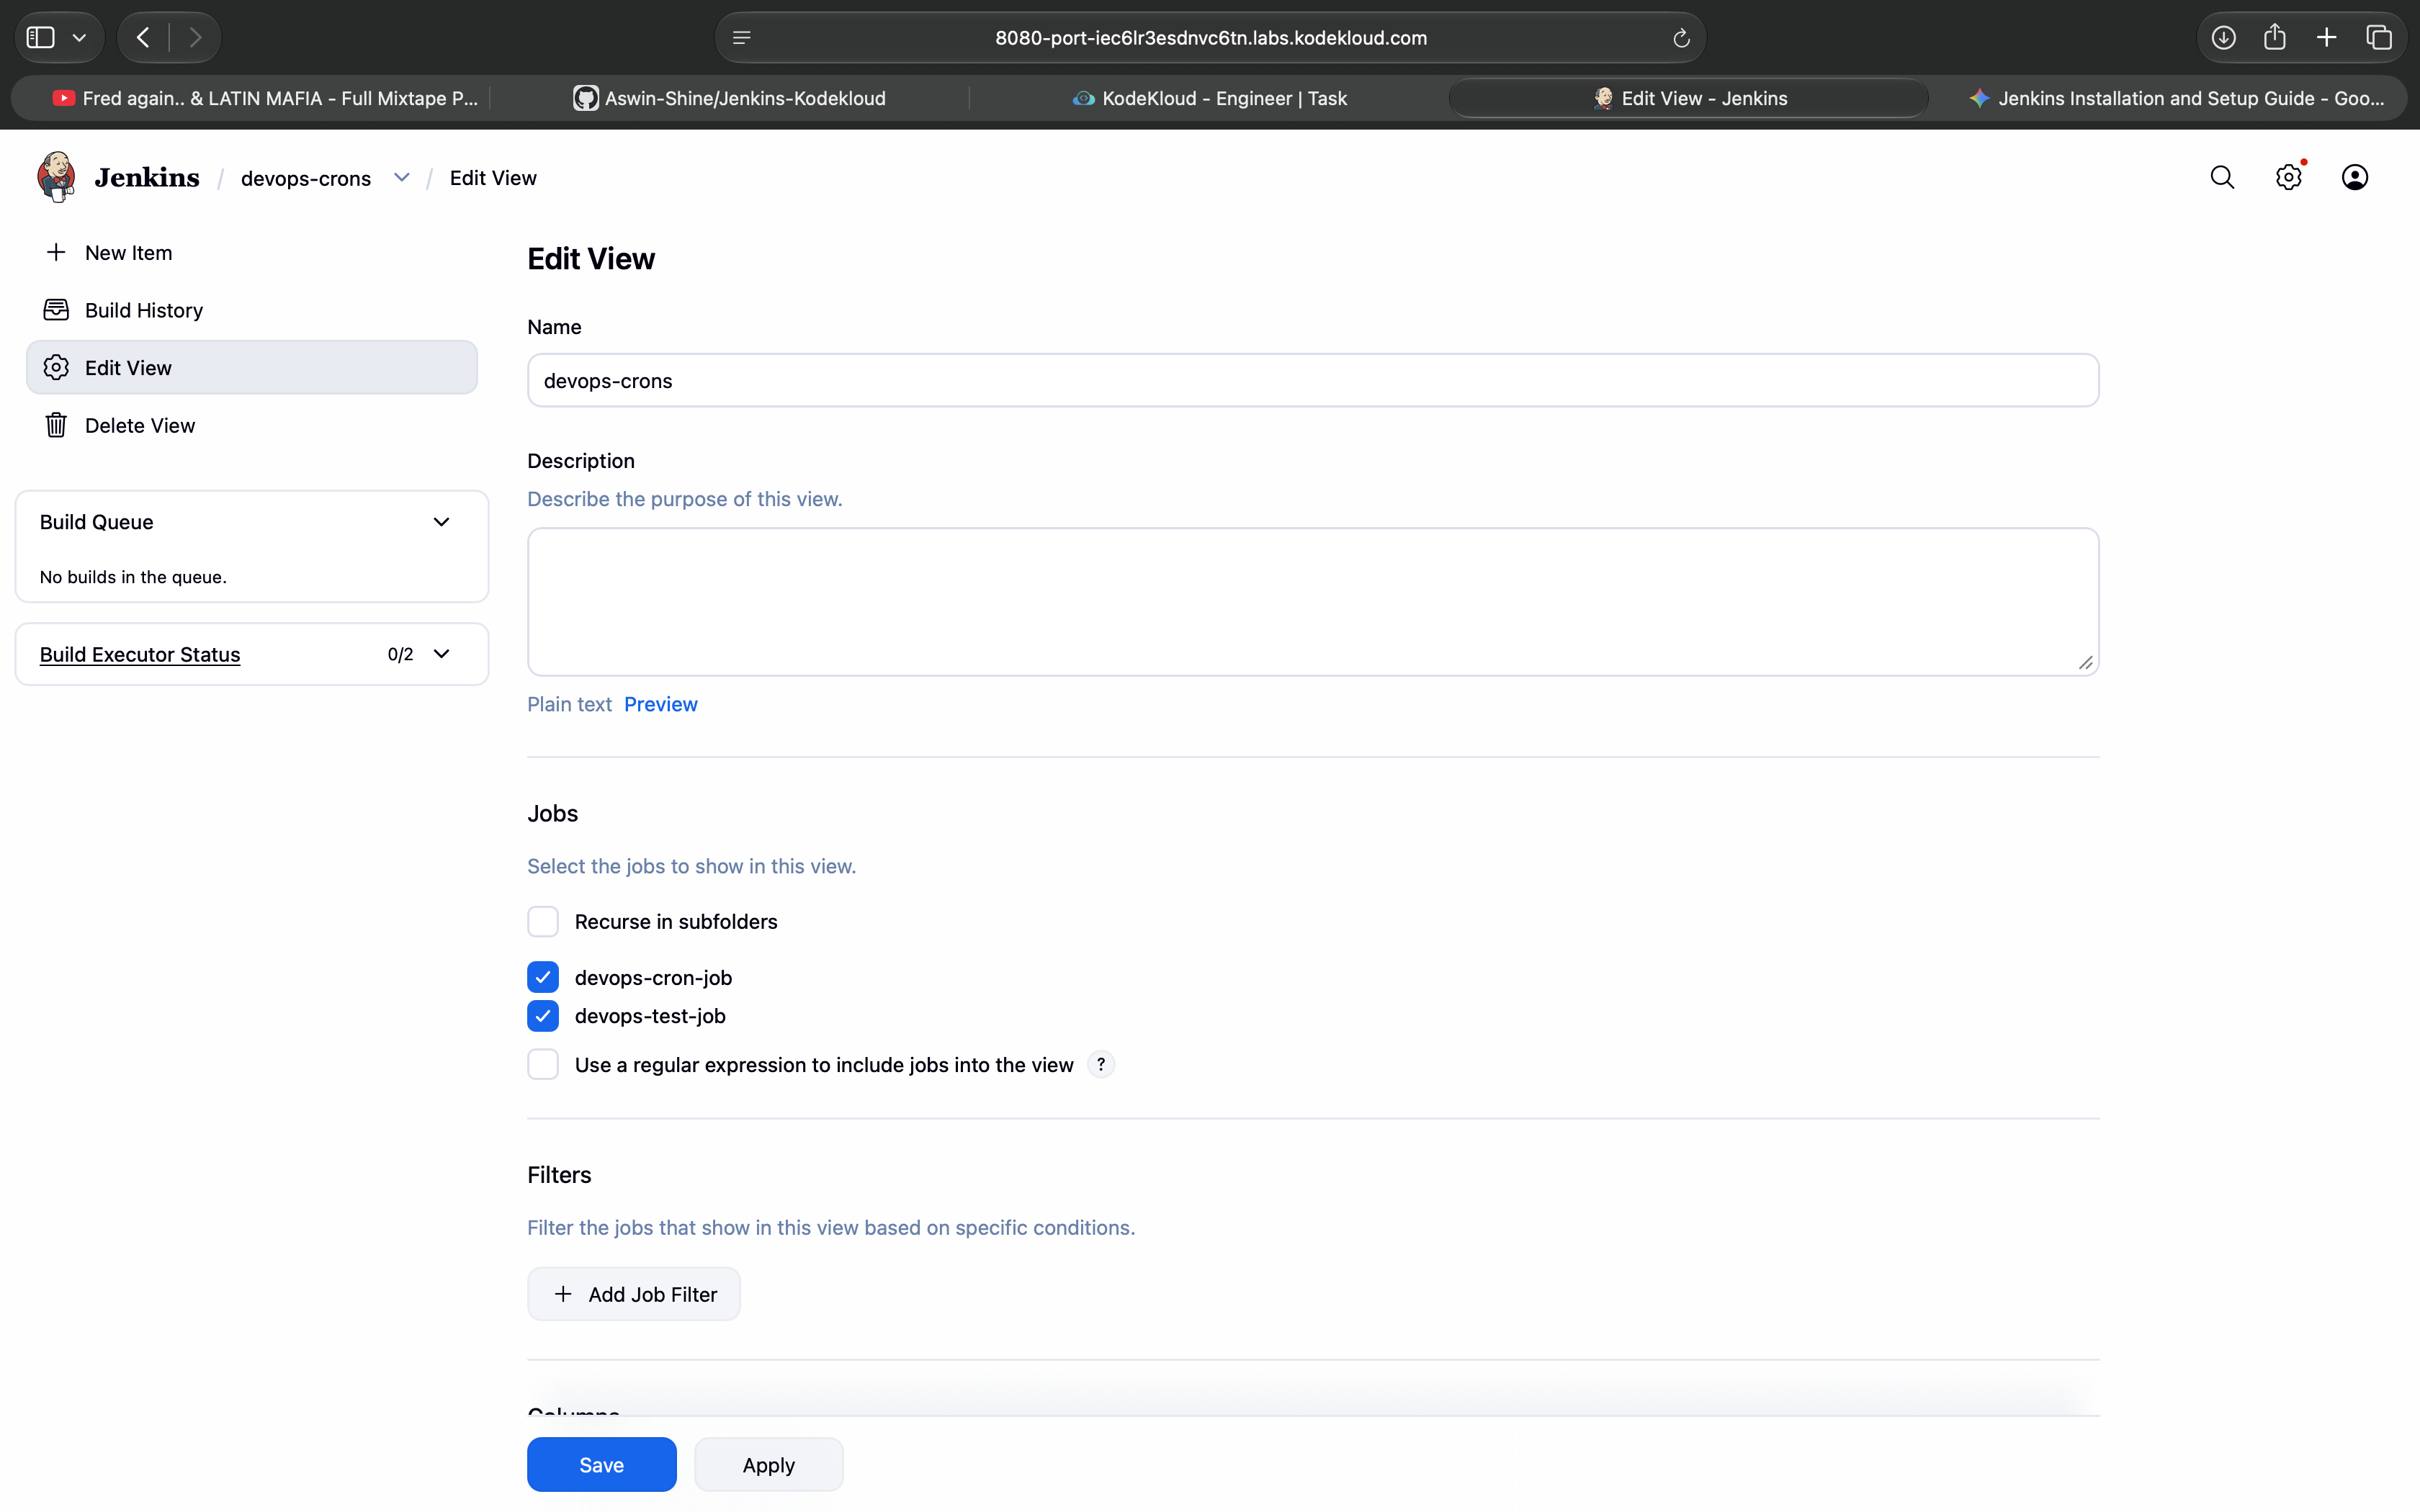 8080-port-iec6lr3esdnvc6tn.labs.kodekloud.com
Fred again.. & LATIN MAFIA - Full Mixtape P...
Aswin-Shine/Jenkins-Kodekloud
KodeKloud - Engineer | Task
Edit View - Jenkins
Jenkins Installation and Setup Guide - Goo...
Jenkins / devops-crons / Edit View
New Item
Build History
Edit View
Delete View
Build Queue
No builds in the queue.
Build Executor Status 0/2
Edit View
Name
devops-crons
Description
Describe the purpose of this view.
Plain text Preview
Jobs
Select the jobs to show in this view.
Recurse in subfolders
devops-cron-job
devops-test-job
Use a regular expression to include jobs into the view ?
Filters
Filter the jobs that show in this view based on specific conditions.
+ Add Job Filter
Columns
Save
Apply